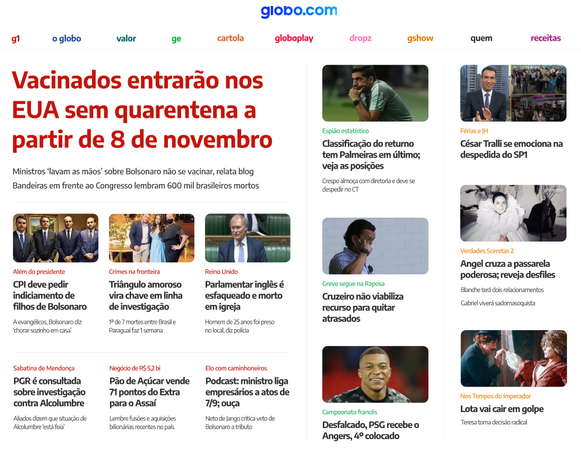 globo.com
g1
o globo
valor
ge
cartola
globoplay
dropz
gshow
quem
receitas
Vacinados entrarão nos
EUA sem quarentena a
partir de 8 de novembro
Ministros 'lavam as mãos' sobre Bolsonaro não se vacinar, relata blog
Bandeiras em frente ao Congresso lembram 600 mil brasileiros mortos
Além do presidente
CPI deve pedir
indiciamento de
filhos de Bolsonaro
A evangélicos, Bolsonaro diz
'chorar sozinho em casa'
Crimes na fronteira
Triângulo amoroso
vira chave em linha
de investigação
1ª de 7 mortes entre Brasil e
Paraguai faz 1 semana
Reino Unido
Parlamentar inglês é
esfaqueado e morto
em igreja
Homem de 25 anos foi preso
no local, diz polícia
Sabatina de Mendonça
PGR é consultada
sobre investigação
contra Alcolumbre
Aliados dizem que situação de
Alcolumbre 'está feia'
Negócio de R$ 5,2 bi
Pão de Açúcar vende
71 pontos do Extra
para o Assaí
Lembre fusões e aquisições
bilionárias recentes no país
Elo com caminhoneiros
Podcast: ministro liga
empresários a atos de
7/9; ouça
Neto de Jango critica veto de
Bolsonaro a tributo
Espião estatístico
Classificação do returno
tem Palmeiras em último;
veja as posições
Crespo almoça com diretoria e deve se
despedir no CT
Greve segue na Raposa
Cruzeiro não viabiliza
recurso para quitar
atrasados
Campeonato francês
Desfalcado, PSG recebe o
Angers, 4º colocado
Férias e JH
César Tralli se emociona na
despedida do SP1
Verdades Secretas 2
Angel cruza a passarela
poderosa; reveja desfiles
Blanche terá dois relacionamentos
Gabriel viverá sadomasoquista
Nos Tempos do Imperador
Lota vai cair em golpe
Teresa toma decisão radical